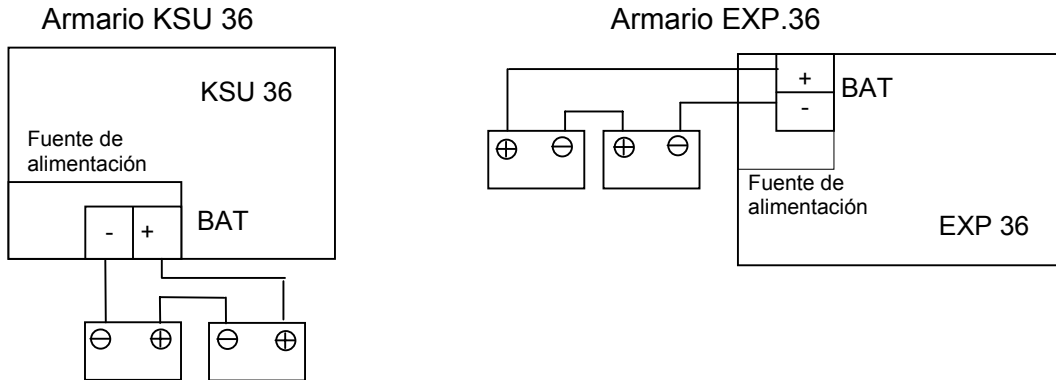 Armario KSU 36
Armario EXP.36
KSU 36
Fuente de
alimentación
- +
BAT
+
-
BAT
⊕ ⊖ ⊕ ⊖
Fuente de
alimentación
EXP 36
⊖ ⊕ ⊖ ⊕